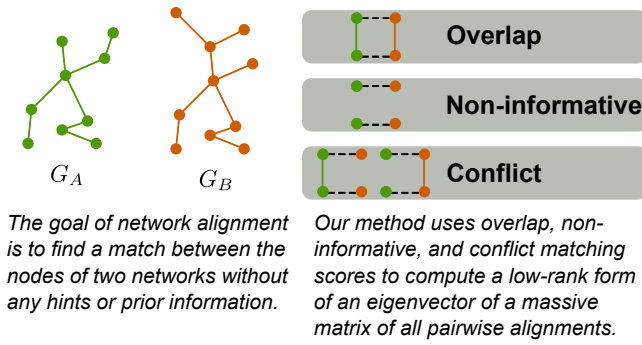 G_A
G_B
The goal of network alignment
is to find a match between the
nodes of two networks without
any hints or prior information.
Overlap
Non-informative
Conflict
Our method uses overlap, non-
informative, and conflict matching
scores to compute a low-rank form
of an eigenvector of a massive
matrix of all pairwise alignments.